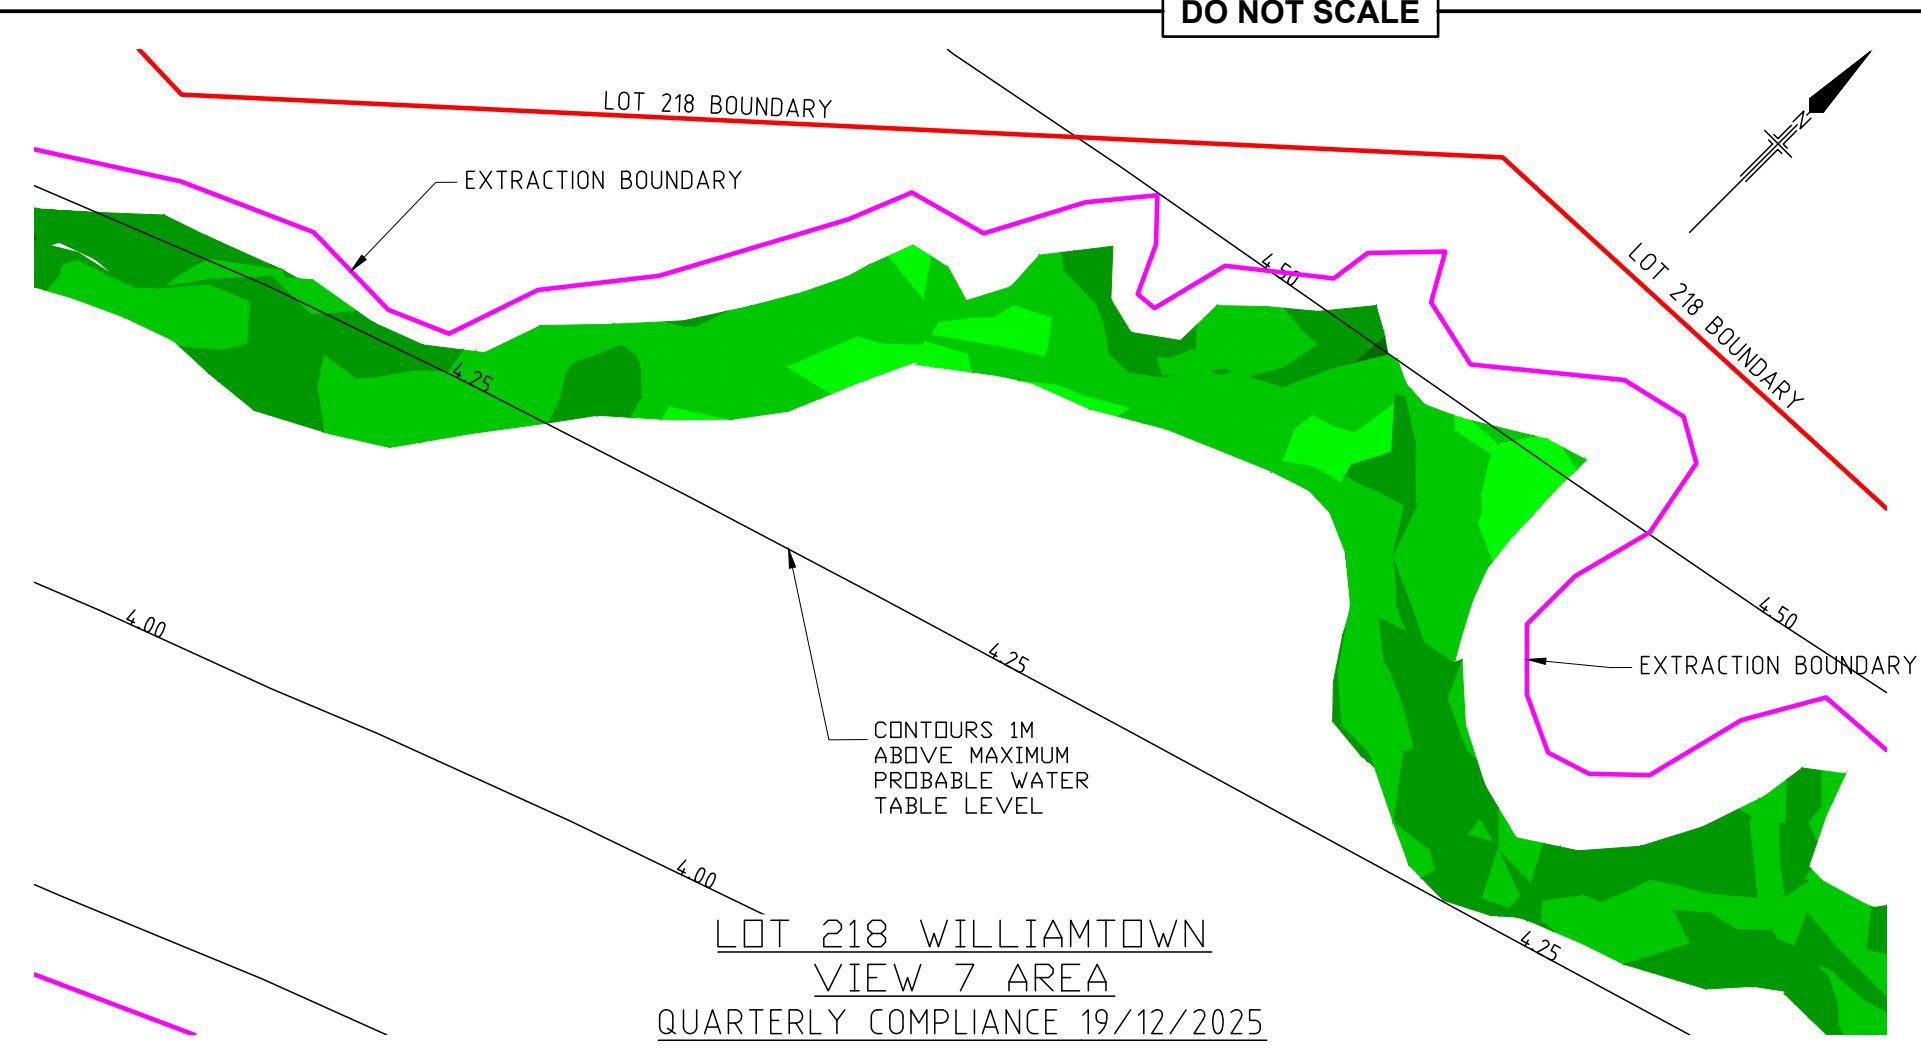 DO NOT SCALE
LOT 218 BOUNDARY
N
EXTRACTION BOUNDARY
4.50
LOT 218 BOUNDARY
4.25
4.50
4.00
4.25
EXTRACTION BOUNDARY
CONTOURS 1M
ABOVE MAXIMUM
PROBABLE WATER
TABLE LEVEL
4.00
4.25
LOT 218 WILLIAMTOWN
VIEW 7 AREA
QUARTERLY COMPLIANCE 19/12/2025